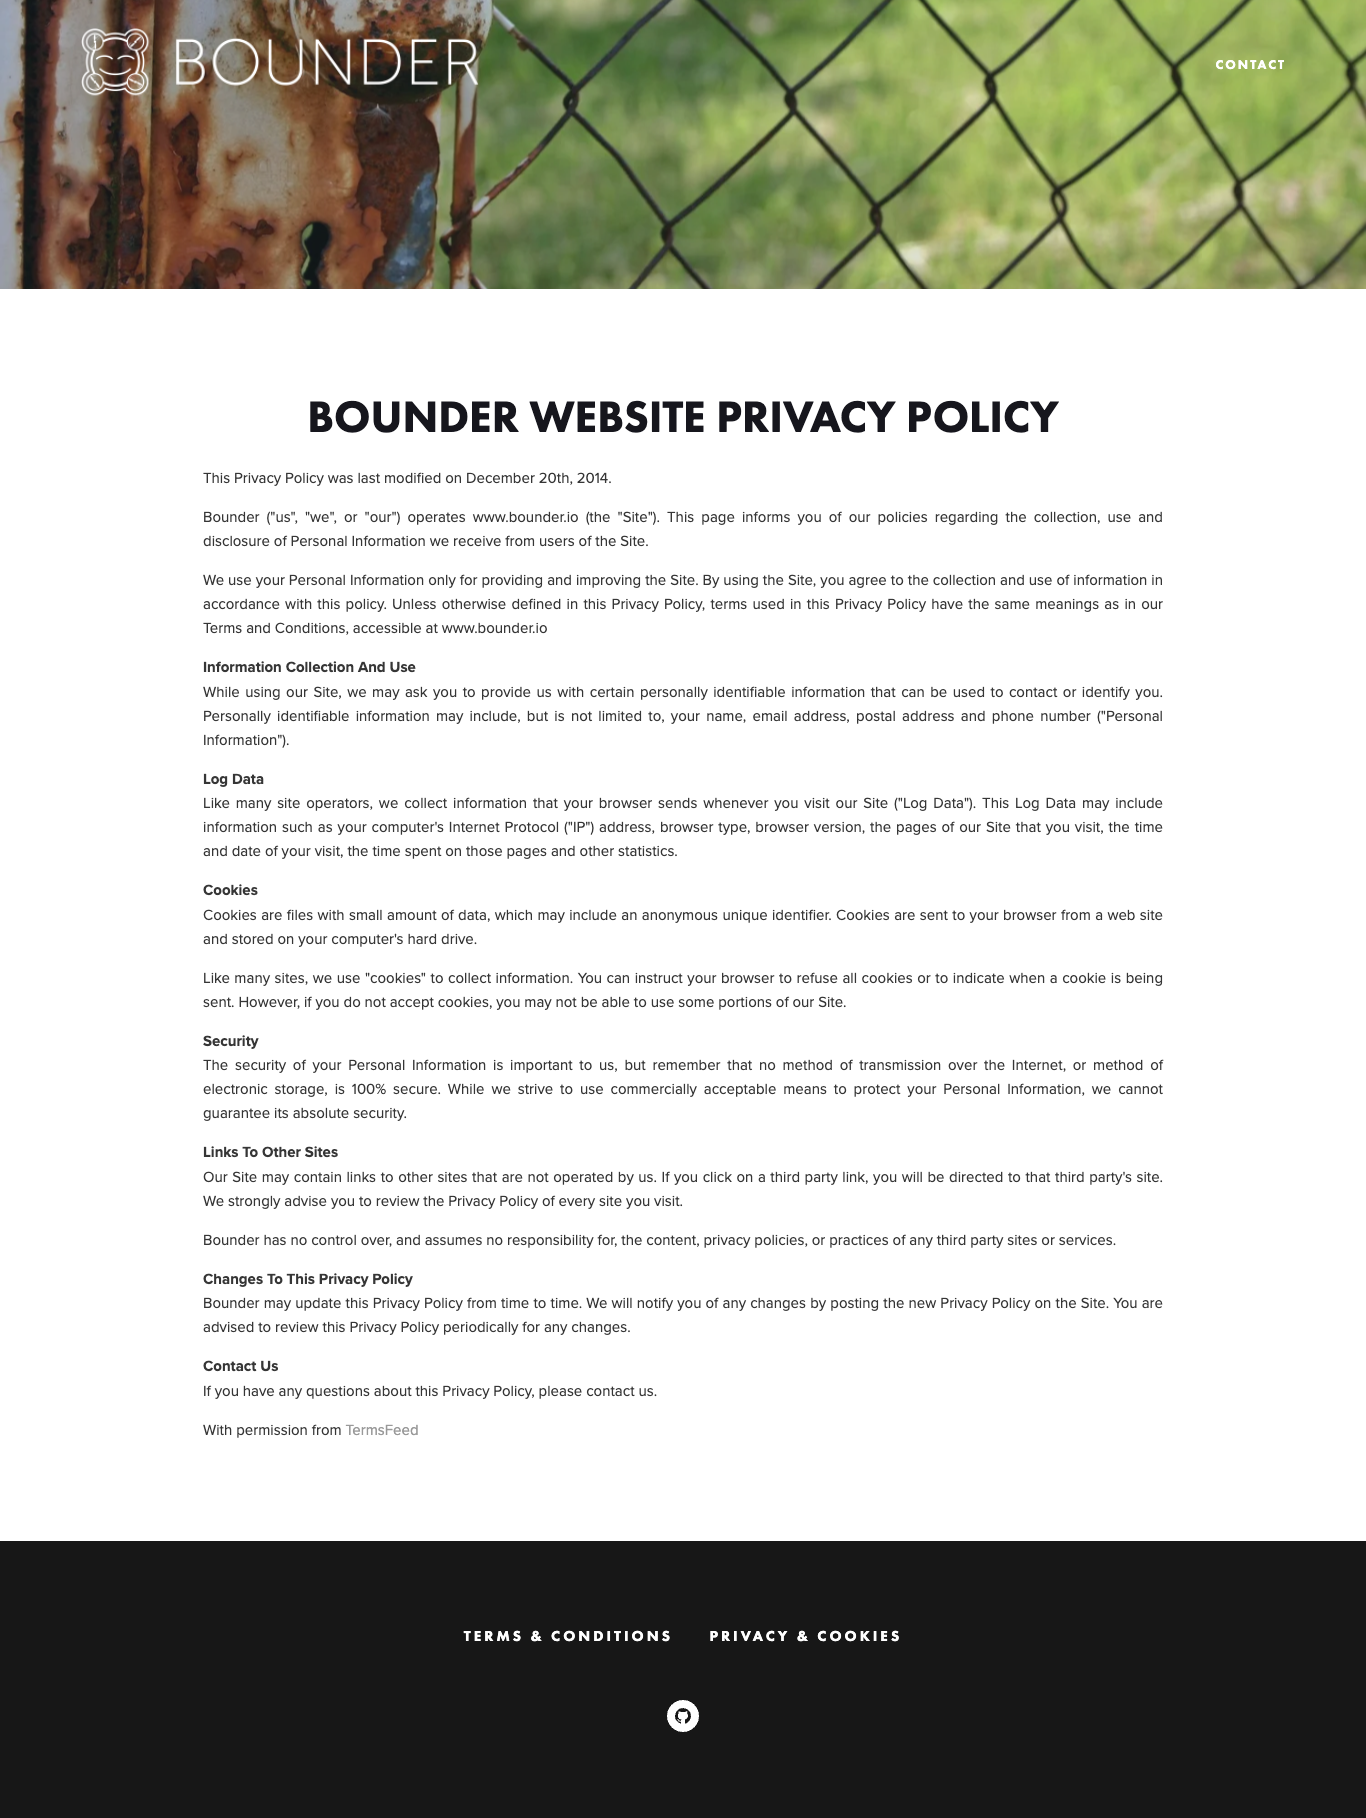 BOUNDER
CONTACT
BOUNDER WEBSITE PRIVACY POLICY
This Privacy Policy was last modified on December 20th, 2014.
Bounder ("us", "we", or "our") operates www.bounder.io (the "Site"). This page informs you of our policies regarding the collection, use and
disclosure of Personal Information we receive from users of the Site.
We use your Personal Information only for providing and improving the Site. By using the Site, you agree to the collection and use of information in
accordance with this policy. Unless otherwise defined in this Privacy Policy, terms used in this Privacy Policy have the same meanings as in our
Terms and Conditions, accessible at www.bounder.io
Information Collection And Use
While using our Site, we may ask you to provide us with certain personally identifiable information that can be used to contact or identify you.
Personally identifiable information may include, but is not limited to, your name, email address, postal address and phone number ("Personal
Information").
Log Data
Like many site operators, we collect information that your browser sends whenever you visit our Site ("Log Data"). This Log Data may include
information such as your computer's Internet Protocol ("IP") address, browser type, browser version, the pages of our Site that you visit, the time
and date of your visit, the time spent on those pages and other statistics.
Cookies
Cookies are files with small amount of data, which may include an anonymous unique identifier. Cookies are sent to your browser from a web site
and stored on your computer's hard drive.
Like many sites, we use "cookies" to collect information. You can instruct your browser to refuse all cookies or to indicate when a cookie is being
sent. However, if you do not accept cookies, you may not be able to use some portions of our Site.
Security
The security of your Personal Information is important to us, but remember that no method of transmission over the Internet, or method of
electronic storage, is 100% secure. While we strive to use commercially acceptable means to protect your Personal Information, we cannot
guarantee its absolute security.
Links To Other Sites
Our Site may contain links to other sites that are not operated by us. If you click on a third party link, you will be directed to that third party's site.
We strongly advise you to review the Privacy Policy of every site you visit.
Bounder has no control over, and assumes no responsibility for, the content, privacy policies, or practices of any third party sites or services.
Changes To This Privacy Policy
Bounder may update this Privacy Policy from time to time. We will notify you of any changes by posting the new Privacy Policy on the Site. You are
advised to review this Privacy Policy periodically for any changes.
Contact Us
If you have any questions about this Privacy Policy, please contact us.
With permission from TermsFeed
TERMS & CONDITIONS
PRIVACY & COOKIES